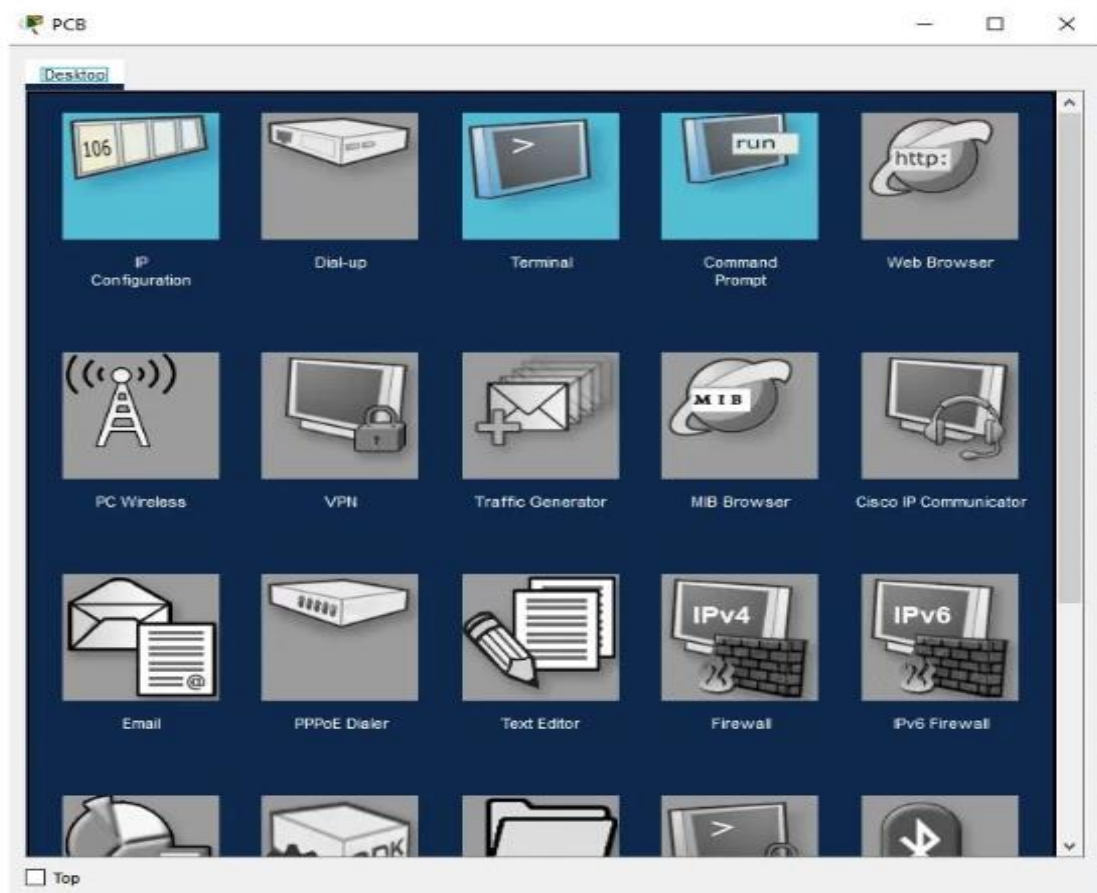 PCB
Desktop
106
>
run
http:
IP
Configuration
Dial-up
Terminal
Command
Prompt
Web Browser
MIB
PC Wireless
VPN
Traffic Generator
MIB Browser
Cisco IP Communicator
IPv4
IPv6
@
Email
PPPoE Dialer
Text Editor
Firewall
IPv6 Firewall
>
Top